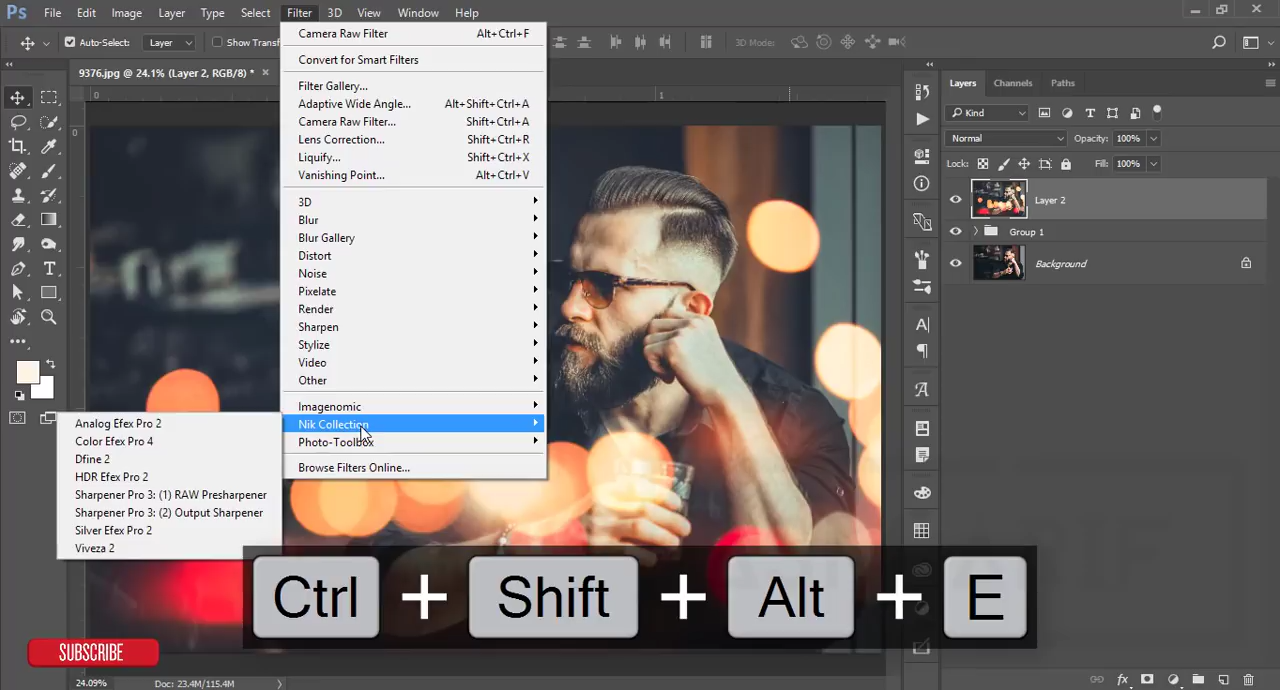 Ps File Edit Image Layer Type Select Filter 3D View Window Help
Auto-Select: Layer Show Transf 3D Mode:
9376.jpg @ 24.1% (Layer 2, RGB/8) *
Camera Raw Filter Alt+Ctrl+F
Convert for Smart Filters
Filter Gallery...
Adaptive Wide Angle... Alt+Shift+Ctrl+A
Camera Raw Filter... Shift+Ctrl+A
Lens Correction... Shift+Ctrl+R
Liquify... Shift+Ctrl+X
Vanishing Point... Alt+Ctrl+V
3D
Blur
Blur Gallery
Distort
Noise
Pixelate
Render
Sharpen
Stylize
Video
Other
Imagenomic
Nik Collection
Photo-Toolbox
Browse Filters Online...
Analog Efex Pro 2
Color Efex Pro 4
Dfine 2
HDR Efex Pro 2
Sharpener Pro 3: (1) RAW Presharpener
Sharpener Pro 3: (2) Output Sharpener
Silver Efex Pro 2
Viveza 2
0 1
0
Layers Channels Paths
Kind
Normal Opacity: 100%
Lock: Fill: 100%
Layer 2
Group 1
Background
Ctrl + Shift + Alt + E
SUBSCRIBE
24.09% Doc: 23.4M/115.4M